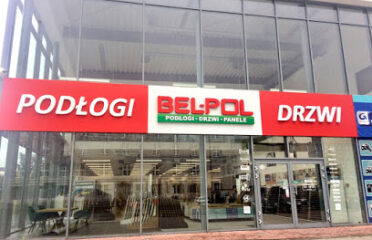 PODŁOGI
BEL-POL
PODŁOGI - DRZWI - PANELE
DRZWI